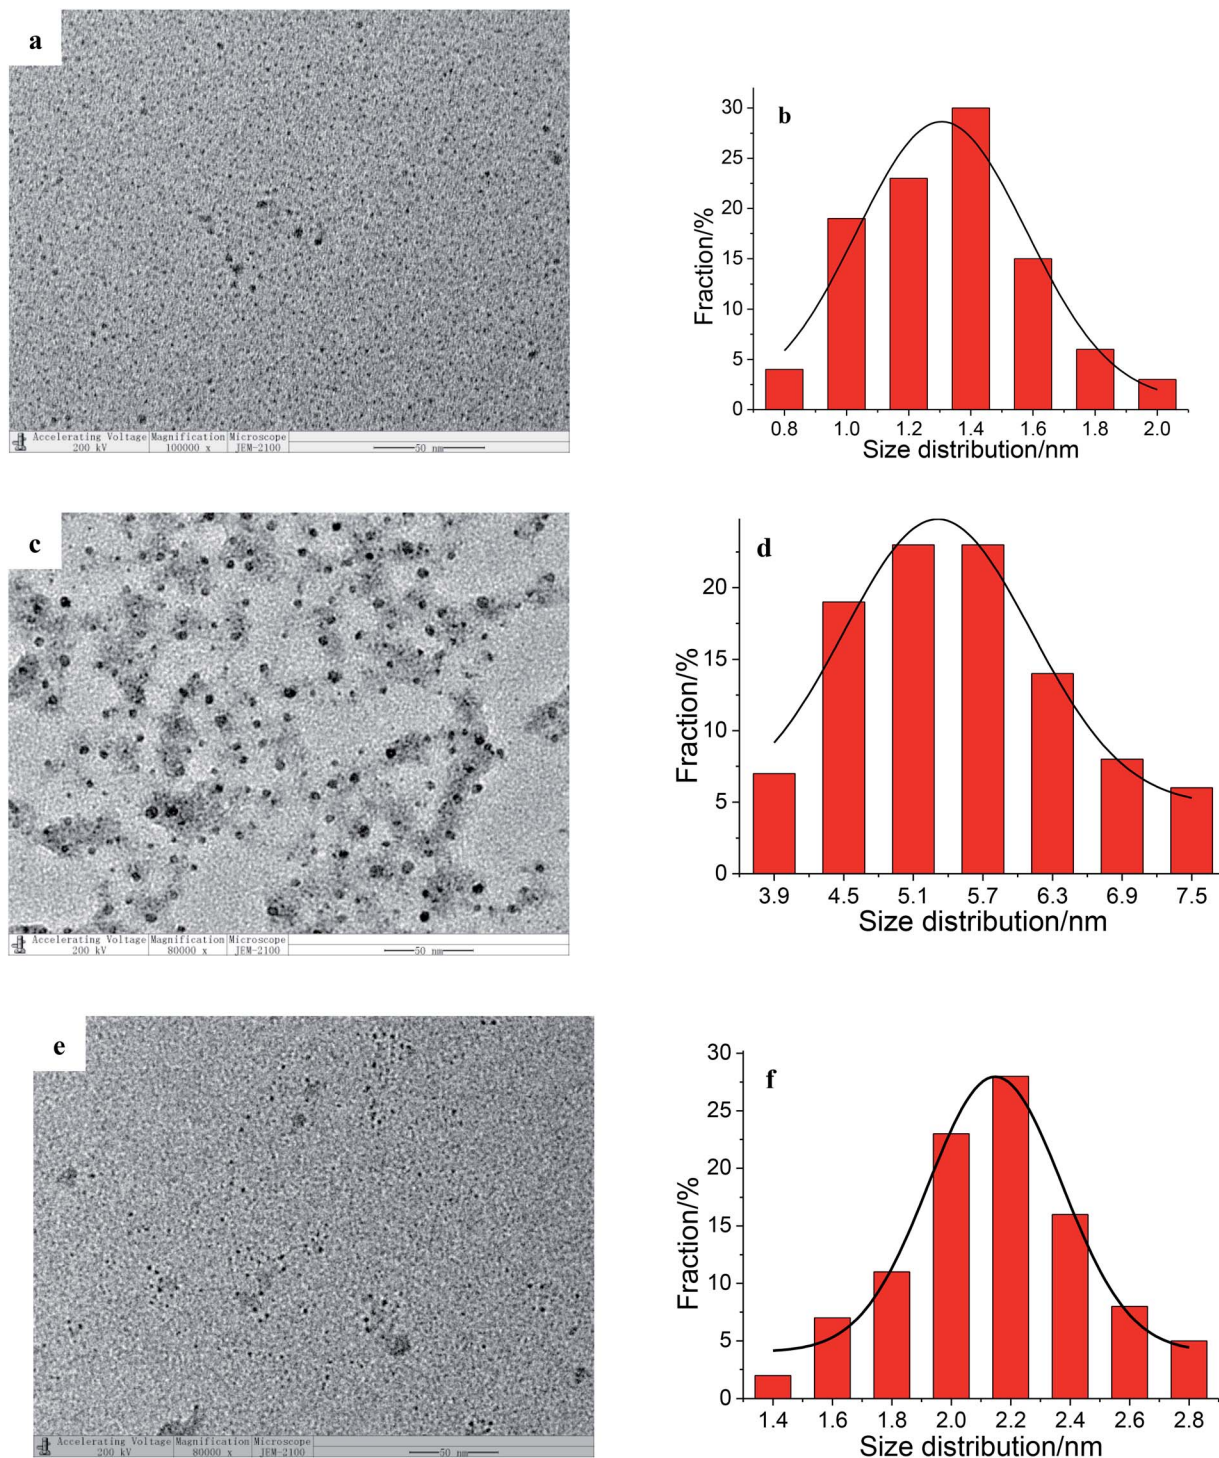 a
Accelerating Voltage Magnification Microscope
200 kV 100000 x JEM-2100 50 nm
b
Fraction/%
30
25
20
15
10
5
0
0.8 1.0 1.2 1.4 1.6 1.8 2.0
Size distribution/nm
c
Accelerating Voltage Magnification Microscope
200 kV 80000 x JEM-2100 50 nm
d
Fraction/%
20
15
10
5
0
3.9 4.5 5.1 5.7 6.3 6.9 7.5
Size distribution/nm
e
Accelerating Voltage Magnification Microscope
200 kV 80000 x JEM-2100 50 nm
f
Fraction/%
30
25
20
15
10
5
0
1.4 1.6 1.8 2.0 2.2 2.4 2.6 2.8
Size distribution/nm